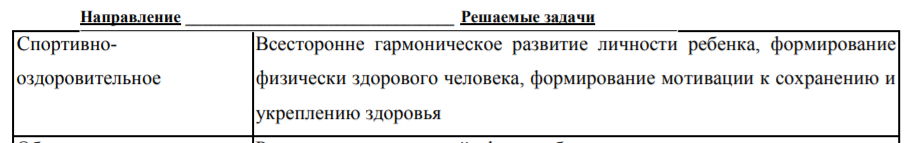 Направление Решаемые задачи
Спортивно- Всесторонне гармоническое развитие личности ребенка, формирование
оздоровительное физически здорового человека, формирование мотивации к сохранению и
укреплению здоровья